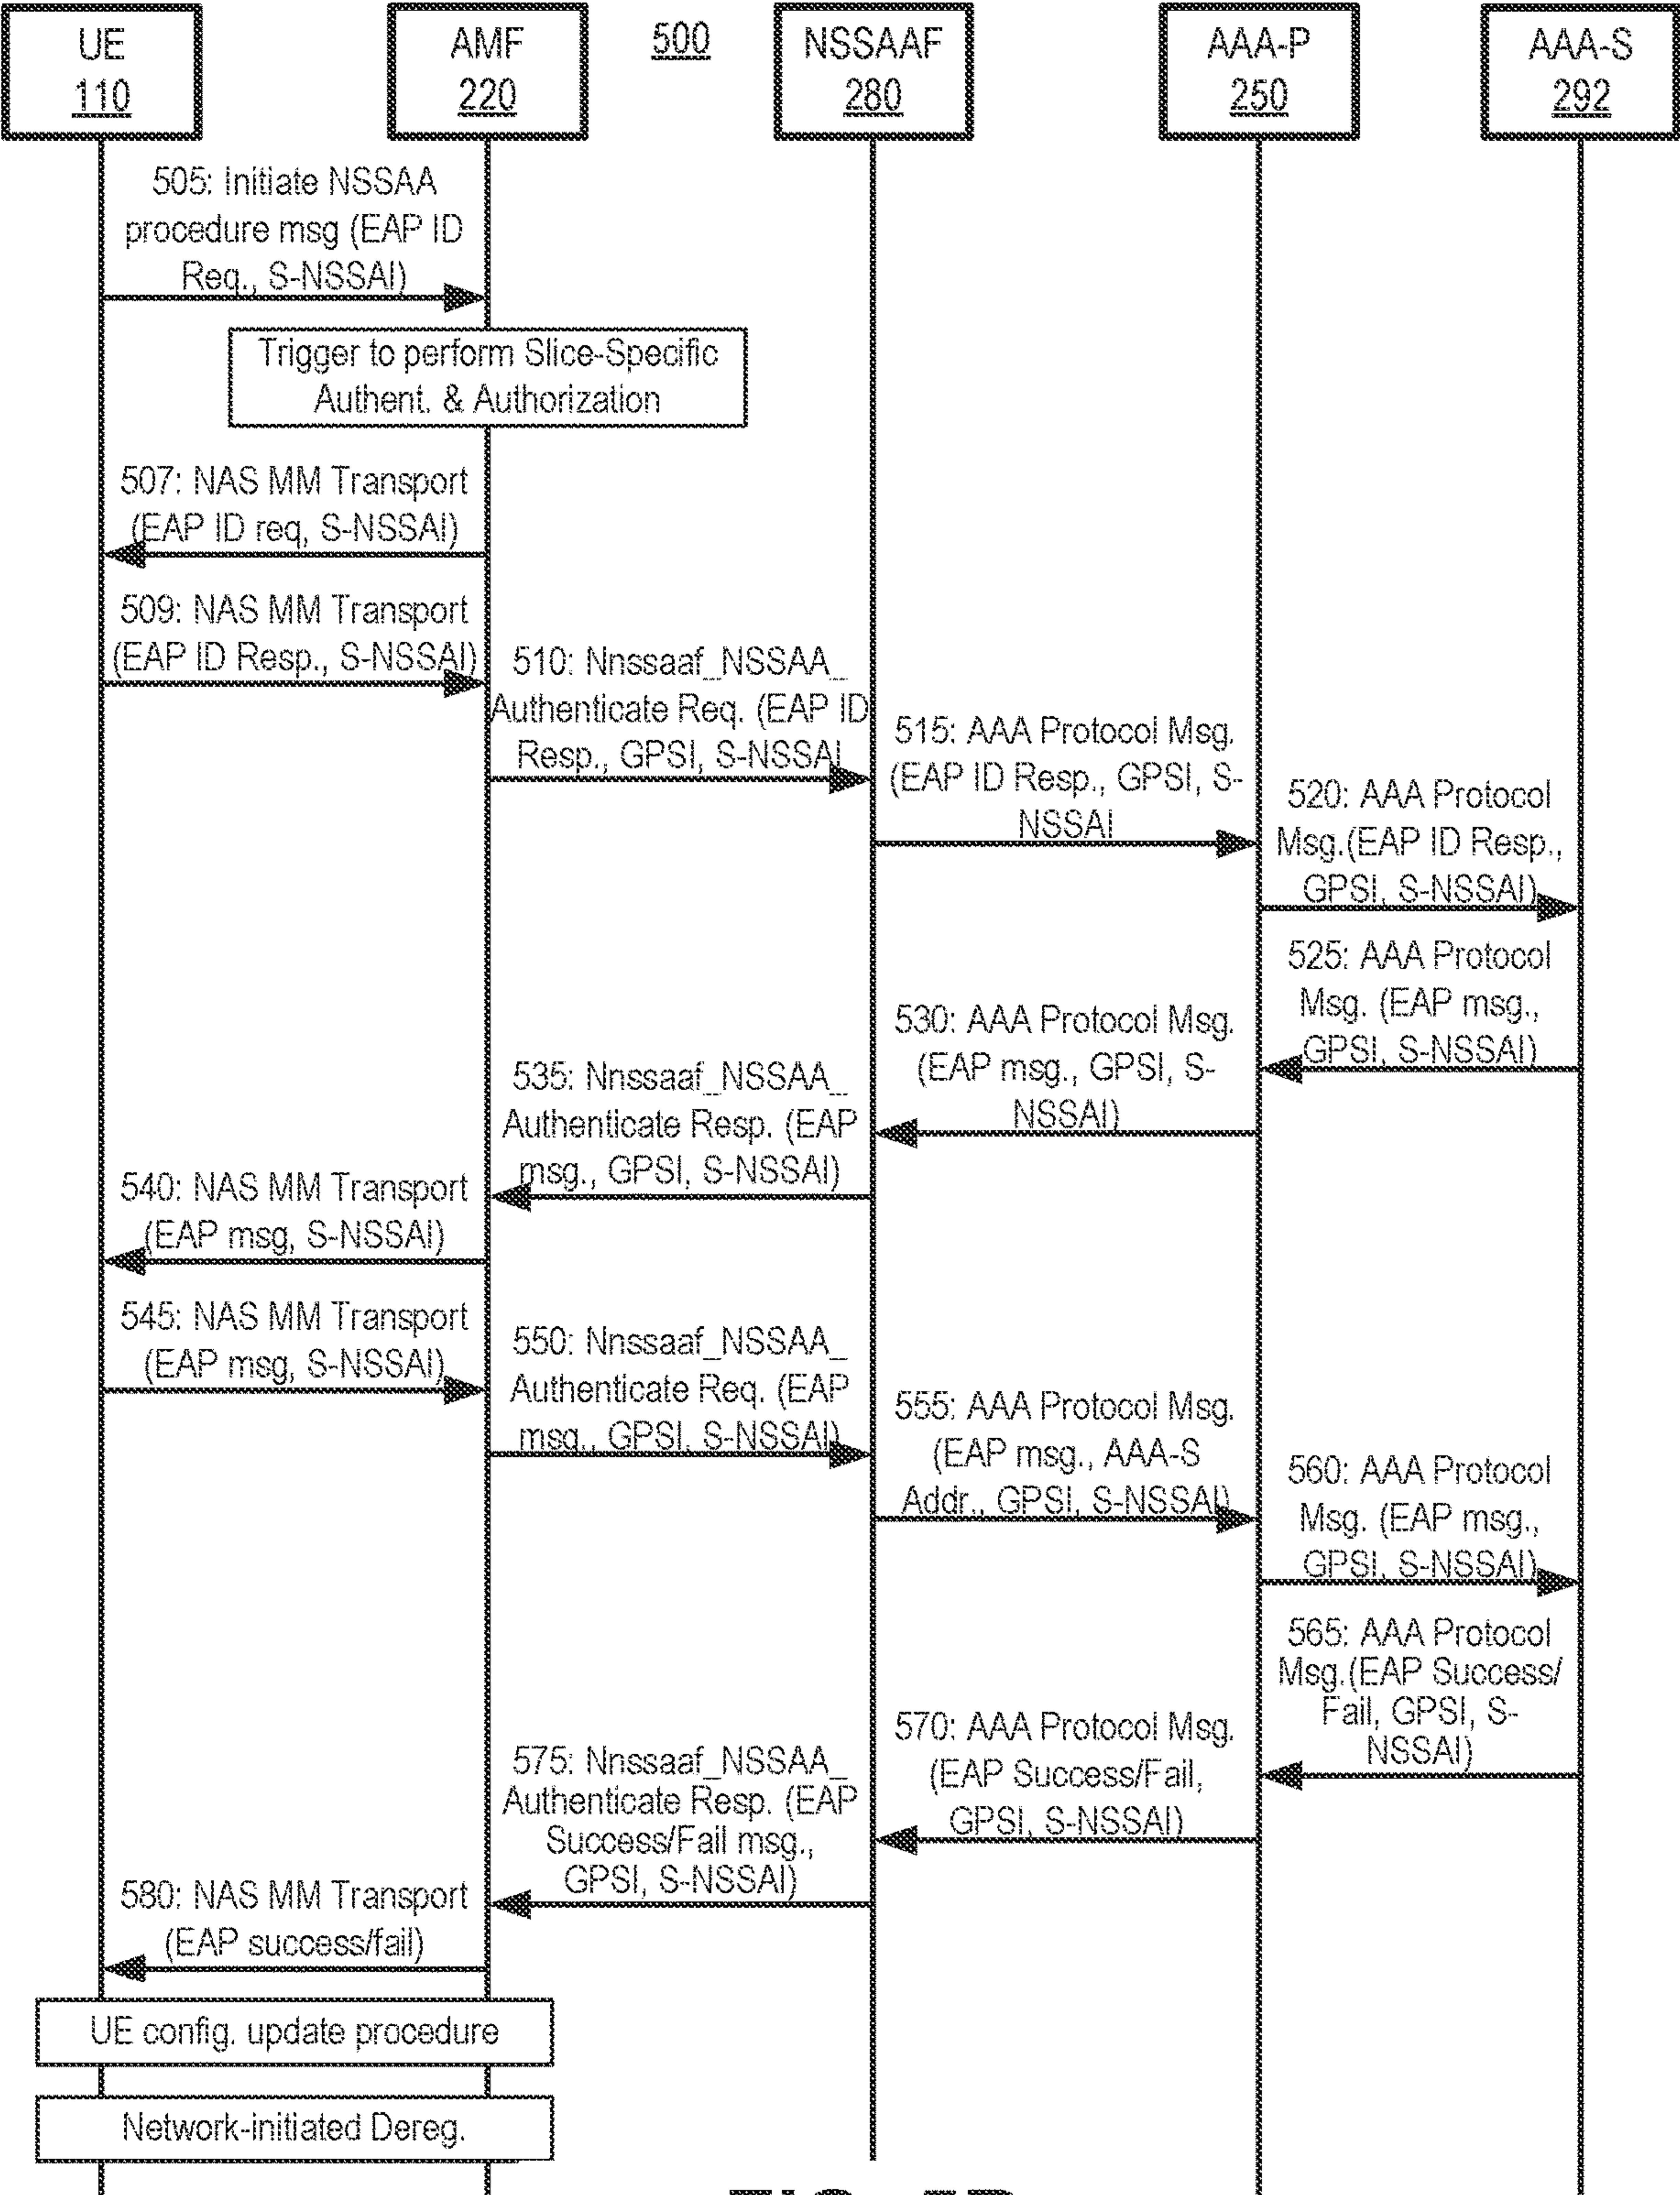 UE
110
AMF
220
500
NSSAAF
280
AAA-P
250
AAA-S
292
505: Initiate NSSAA
procedure msg (EAP ID
Req., S-NSSAI)
Trigger to perform Slice-Specific
Authent. & Authorization
507: NAS MM Transport
(EAP ID req, S-NSSAI)
509: NAS MM Transport
(EAP ID Resp., S-NSSAI)
510: Nnssaaf_NSSAA_
Authenticate Req. (EAP ID
Resp., GPSI, S-NSSAI
515: AAA Protocol Msg.
(EAP ID Resp., GPSI, S-
NSSAI
520: AAA Protocol
Msg.(EAP ID Resp.,
GPSI, S-NSSAI)
525: AAA Protocol
Msg. (EAP msg.,
GPSI, S-NSSAI)
530: AAA Protocol Msg.
(EAP msg., GPSI, S-
NSSAI)
535: Nnssaaf_NSSAA_
Authenticate Resp. (EAP
msg., GPSI, S-NSSAI)
540: NAS MM Transport
(EAP msg, S-NSSAI)
545: NAS MM Transport
(EAP msg, S-NSSAI)
550: Nnssaaf_NSSAA_
Authenticate Req. (EAP
msg., GPSI, S-NSSAI)
555: AAA Protocol Msg.
(EAP msg., AAA-S
Addr., GPSI, S-NSSAI)
560: AAA Protocol
Msg. (EAP msg.,
GPSI, S-NSSAI)
565: AAA Protocol
Msg.(EAP Success/
Fail, GPSI, S-
NSSAI)
570: AAA Protocol Msg.
(EAP Success/Fail,
GPSI, S-NSSAI)
575: Nnssaaf_NSSAA_
Authenticate Resp. (EAP
Success/Fail msg.,
GPSI, S-NSSAI)
580: NAS MM Transport
(EAP success/fail)
UE config. update procedure
Network-initiated Dereg.